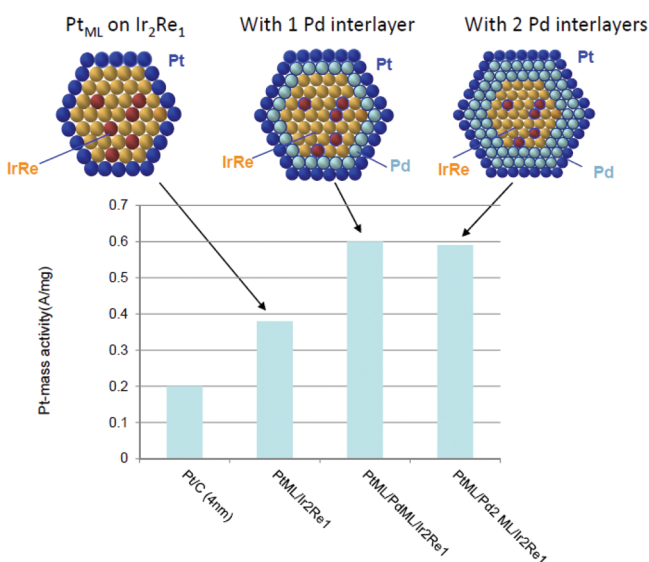 PtML on Ir2Re1
With 1 Pd interlayer
With 2 Pd interlayers
Pt
Pt
Pt
IrRe
IrRe
Pd
IrRe
Pd
0.7
0.6
0.5
0.4
0.3
0.2
0.1
0
Pt-mass activity(A/mg)
Pt/C (4nm)
PtML/Ir2Re1
PtML/PdML/Ir2Re1
PtML/Pd2 ML/Ir2Re1